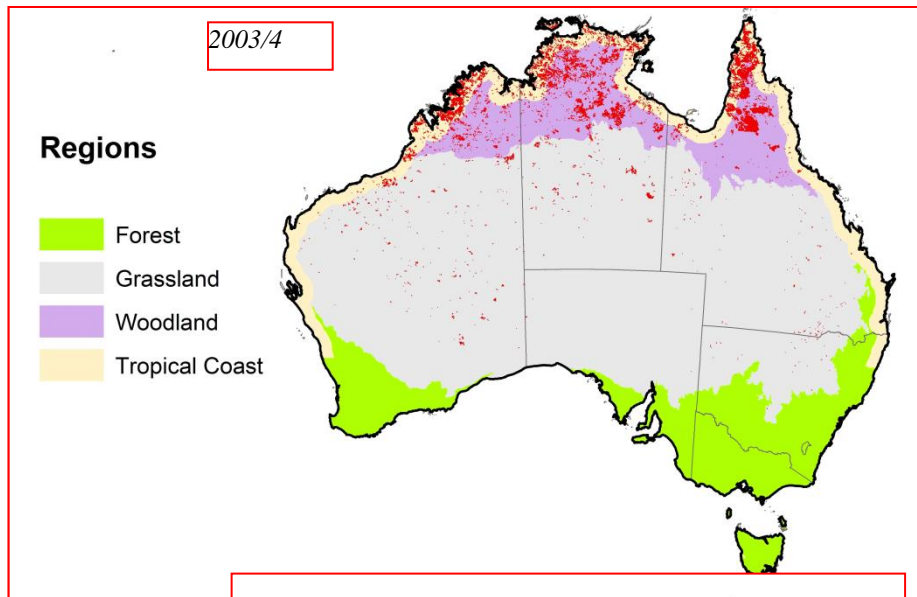 2003/4
Regions
Forest
Grassland
Woodland
Tropical Coast